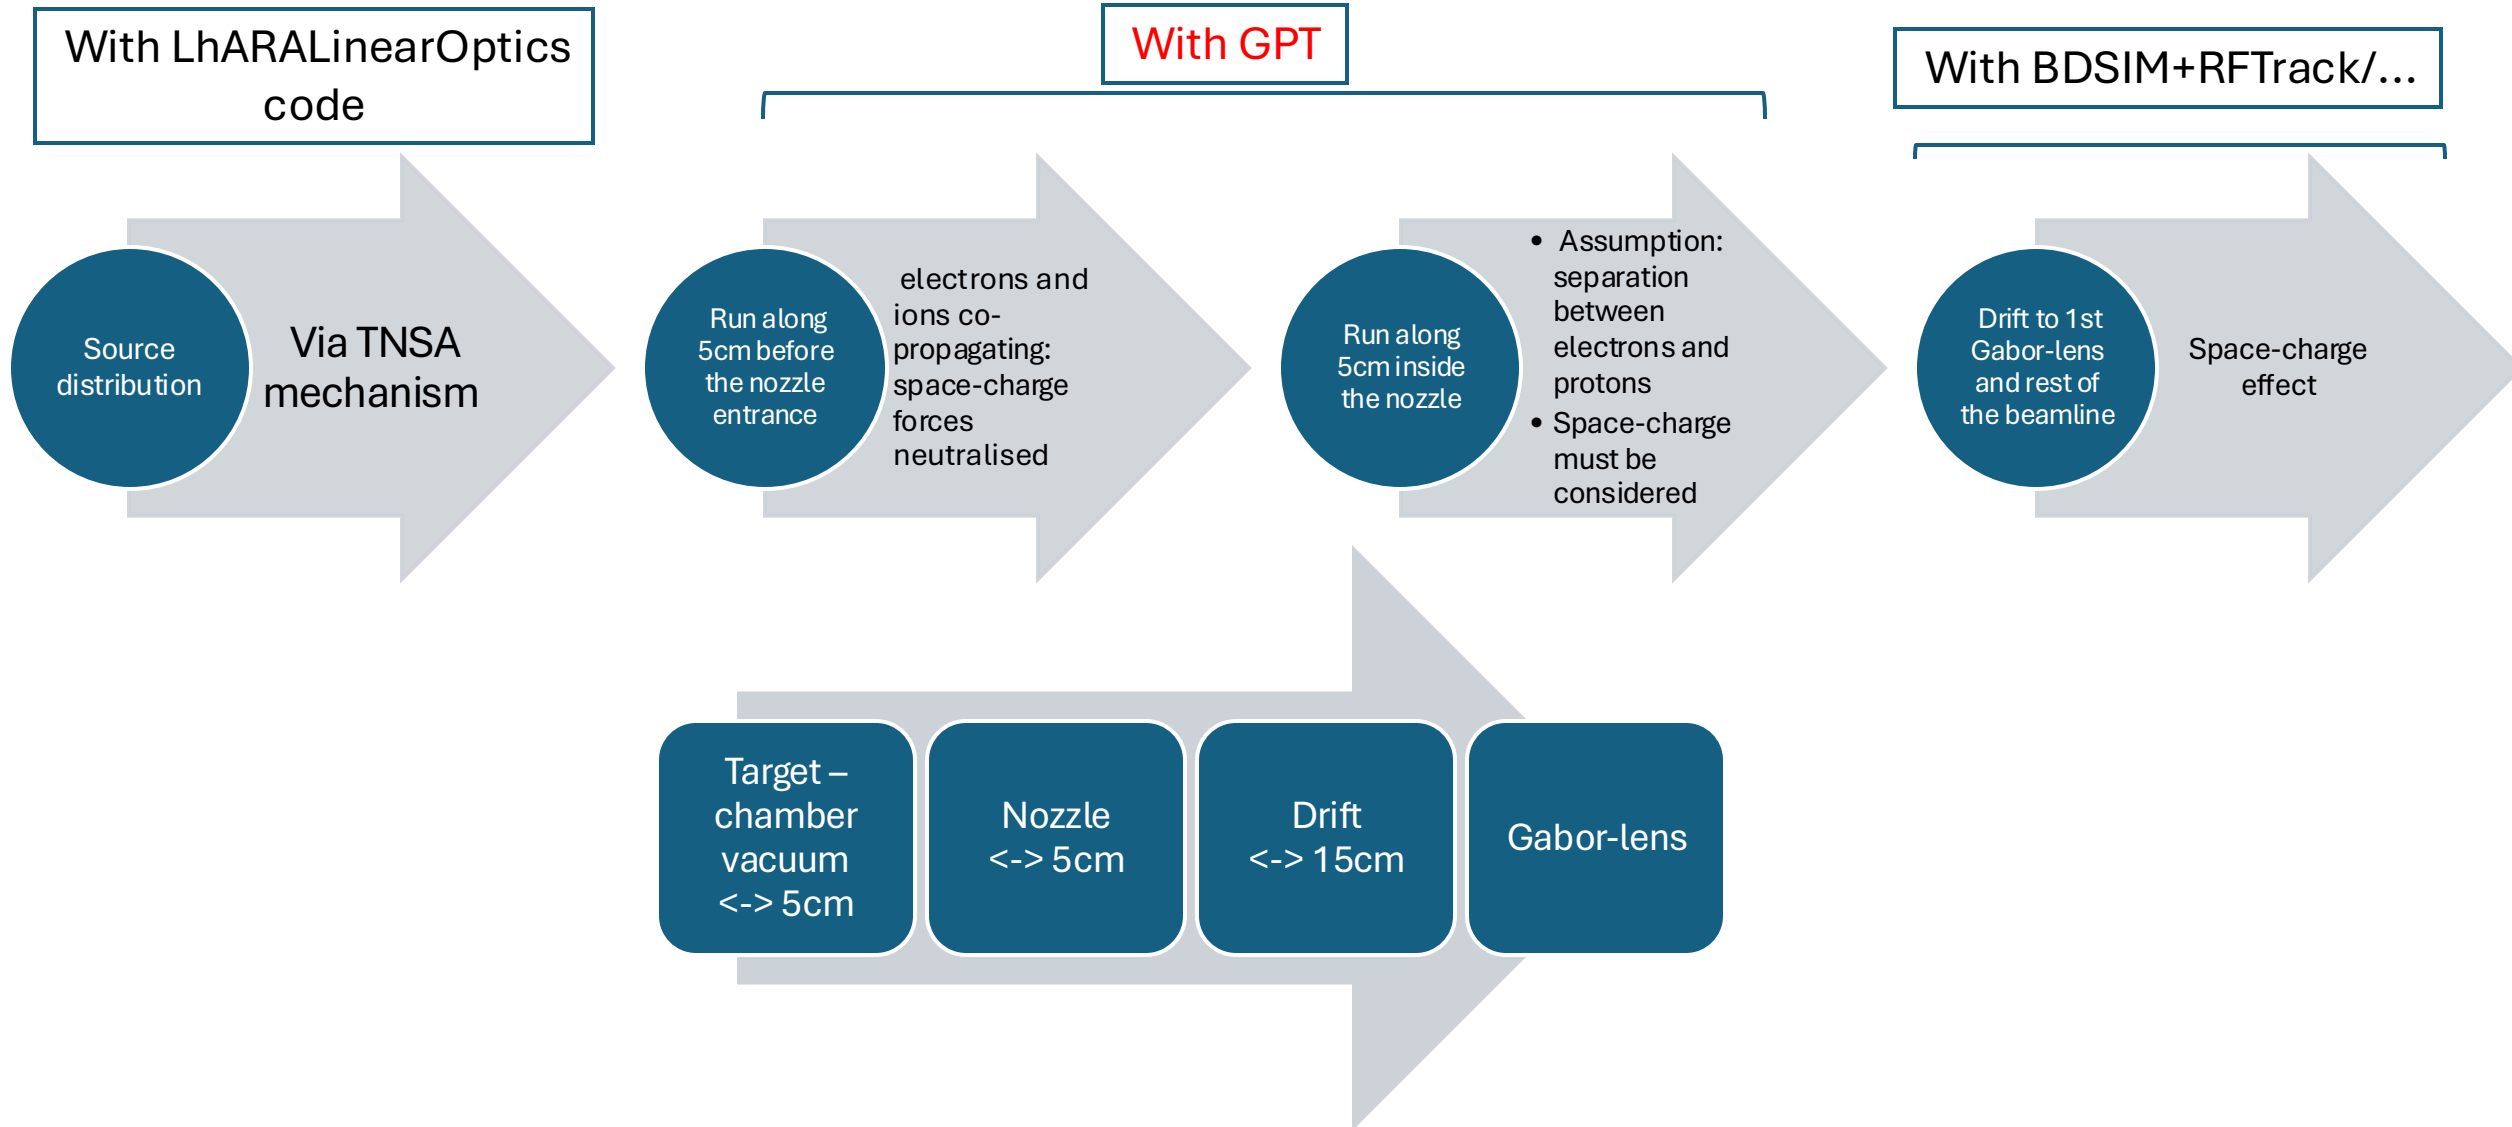 With LhARALinearOptics
code
With GPT
With BDSIM+RFTrack/...
Source
distribution
Via TNSA
mechanism
Run along
5cm before
the nozzle
entrance
electrons and
ions co-
propagating:
space-charge
forces
neutralised
Run along
5cm inside
the nozzle
• Assumption:
separation
between
electrons and
protons
• Space-charge
must be
considered
Drift to 1st
Gabor-lens
and rest of
the beamline
Space-charge
effect
Target –
chamber
vacuum
<-> 5cm
Nozzle
<-> 5cm
Drift
<-> 15cm
Gabor-lens